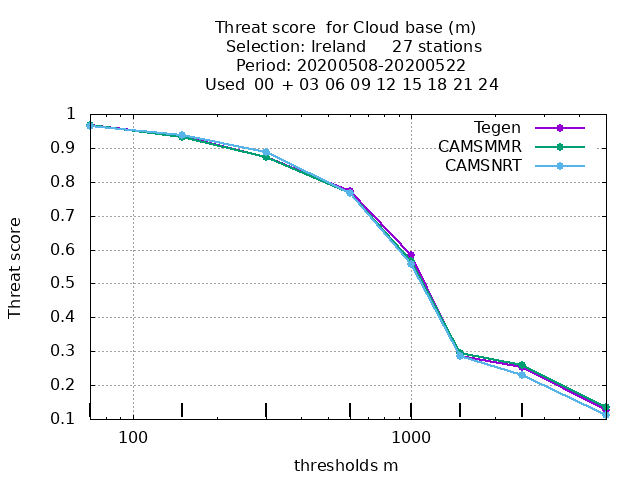 Threat score  for Cloud base (m)
Selection: Ireland     27 stations
Period: 20200508-20200522
Used  00  + 03 06 09 12 15 18 21 24
Tegen
CAMSMMR
CAMSNRT
1
0.9
0.8
0.7
0.6
0.5
0.4
0.3
0.2
0.1
Threat score
100
1000
thresholds m